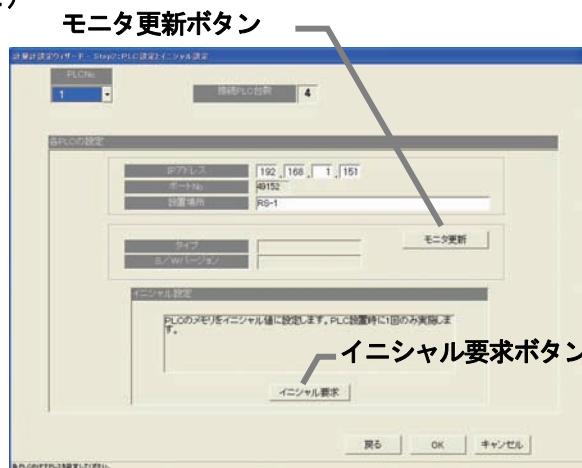 モニタ更新ボタン
計量計設定ウィザード - Step2:PLC設定とイニシャル設定
PLCNo.
1
接続PLC台数 4
各PLCの設定
IPアドレス 192 . 168 . 1 . 151
ポートNo. 49152
設置場所 RS-1
タイプ
S/Wバージョン
モニタ更新
イニシャル設定
PLCのメモリをイニシャル値に設定します。PLC設置時に1回のみ実施しま
す。
イニシャル要求ボタン
イニシャル要求
戻る OK キャンセル